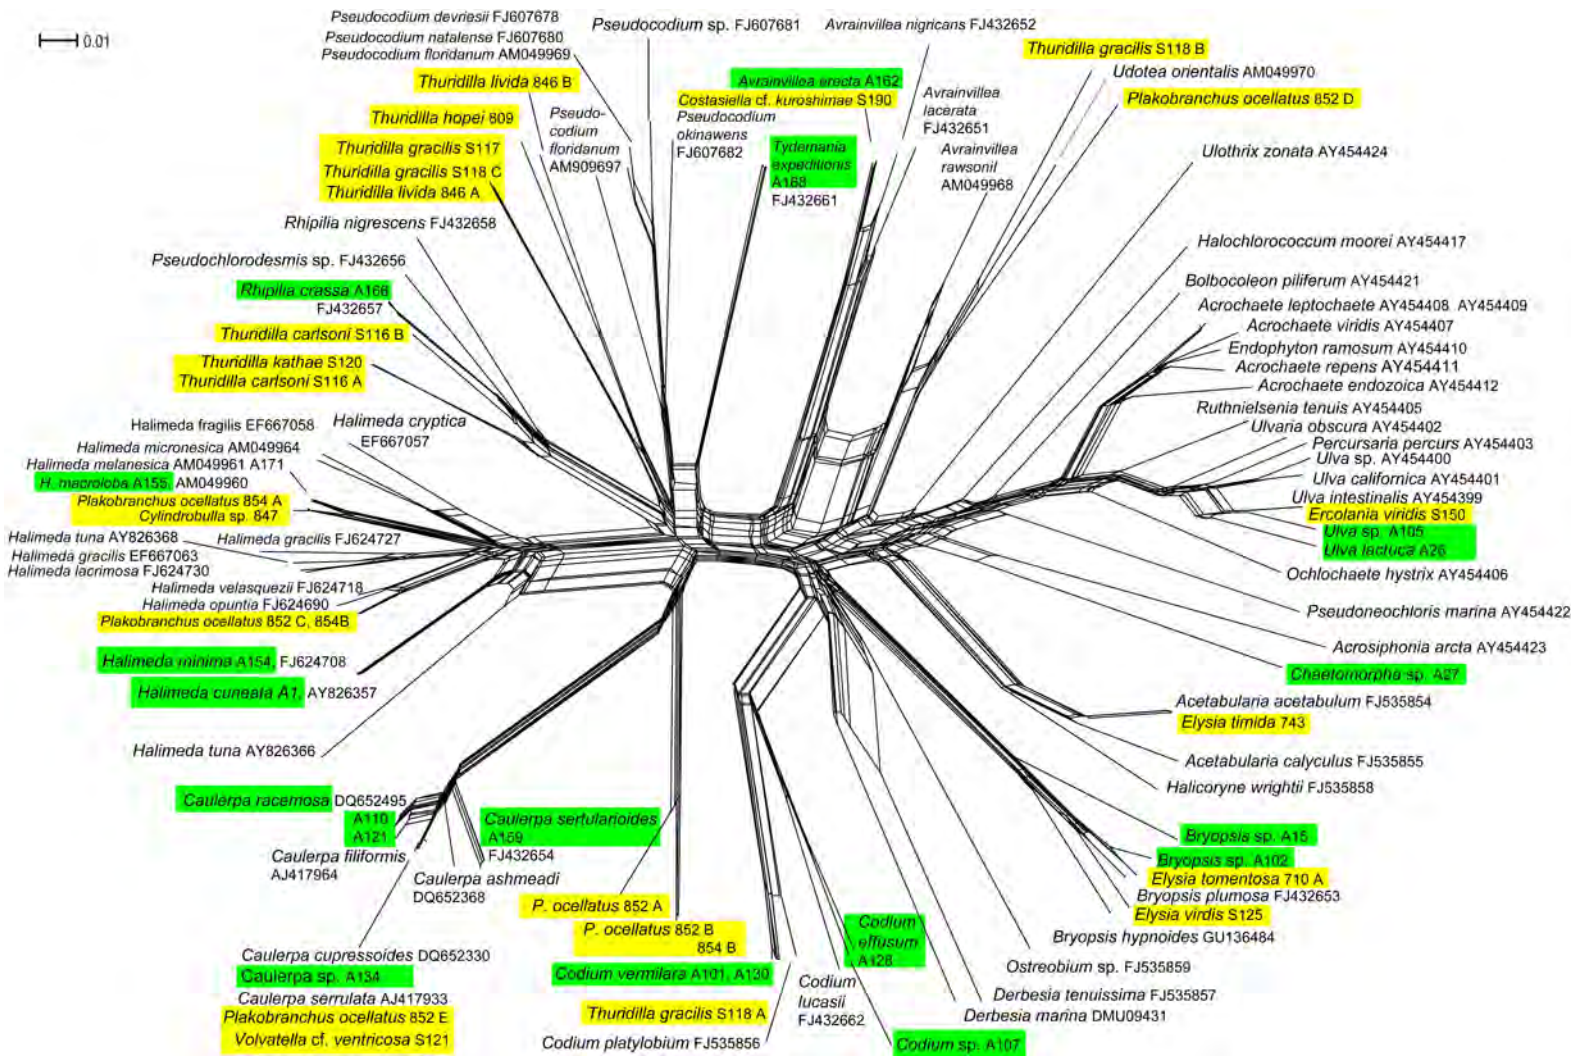 0.01
Pseudocodium devriesii FJ607678
Pseudocodium natalense FJ607680
Pseudocodium floridanum AM049969
Pseudocodium sp. FJ607681
Avrainvillea nigricans FJ432652
Thuridilla gracilis S118 B
Udotea orientalis AM049970
Plakobranchus ocellatus 852 D
Thuridilla livida 846 B
Avrainvillea erecta A162
Costasiella cf. kuroshimae S190
Pseudocodium
okinawens
FJ607682
Avrainvillea
lacerata
FJ432651
Thuridilla hopei 809
Pseudo-
codium
floridanum
AM909697
Tydemania
expeditionis
A168
FJ432661
Avrainvillea
rawsonii
AM049968
Ulothrix zonata AY454424
Thuridilla gracilis S117
Thuridilla gracilis S118 C
Thuridilla livida 846 A
Rhipilia nigrescens FJ432658
Pseudochlorodesmis sp. FJ432656
Rhipilia crassa A166
FJ432657
Thuridilla carlsoni S116 B
Thuridilla kathae S120
Thuridilla carlsoni S116 A
Halochlorococcum moorei AY454417
Bolbocoleon piliferum AY454421
Acrochaete leptochaete AY454408 AY454409
Acrochaete viridis AY454407
Endophyton ramosum AY454410
Acrochaete repens AY454411
Acrochaete endozoica AY454412
Ruthnielsenia tenuis AY454405
Ulvaria obscura AY454402
Percursaria percurs AY454403
Ulva sp. AY454400
Ulva californica AY454401
Ulva intestinalis AY454399
Ercolania viridis S150
Ulva sp. A105
Ulva lactuca A26
Ochlochaete hystrix AY454406
Pseudoneochloris marina AY454422
Acrosiphonia arcta AY454423
Chaetomorpha sp. A27
Halimeda fragilis EF667058
Halimeda cryptica
EF667057
Halimeda micronesica AM049964
Halimeda melanesica AM049961 A171
H. macroloba A155, AM049960
Plakobranchus ocellatus 854 A
Cylindrobulla sp. 847
Halimeda tuna AY826368
Halimeda gracilis FJ624727
Halimeda gracilis EF667063
Halimeda lacrimosa FJ624730
Halimeda velasquezii FJ624718
Halimeda opuntia FJ624690
Plakobranchus ocellatus 852 C, 854B
Halimeda minima A154, FJ624708
Halimeda cuneata A1, AY826357
Halimeda tuna AY826366
Acetabularia acetabulum FJ535854
Elysia timida 743
Acetabularia calyculus FJ535855
Halicoryne wrightii FJ535858
Caulerpa racemosa DQ652495
A110
A121
Caulerpa filiformis
AJ417964
Caulerpa sertularioides
A159
FJ432654
Caulerpa ashmeadi
DQ652368
Bryopsis sp. A15
Bryopsis sp. A102
Elysia tomentosa 710 A
Bryopsis plumosa FJ432653
Elysia virdis S125
Bryopsis hypnoides GU136484
P. ocellatus 852 A
P. ocellatus 852 B
854 B
Codium
effusum
A128
Ostreobium sp. FJ535859
Derbesia tenuissima FJ535857
Derbesia marina DMU09431
Caulerpa cupressoides DQ652330
Caulerpa sp. A134
Caulerpa serrulata AJ417933
Plakobranchus ocellatus 852 E
Volvatella cf. ventricosa S121
Codium vermilara A101, A130
Thuridilla gracilis S118 A
Codium platylobium FJ535856
Codium
lucasii
FJ432662
Codium sp. A107